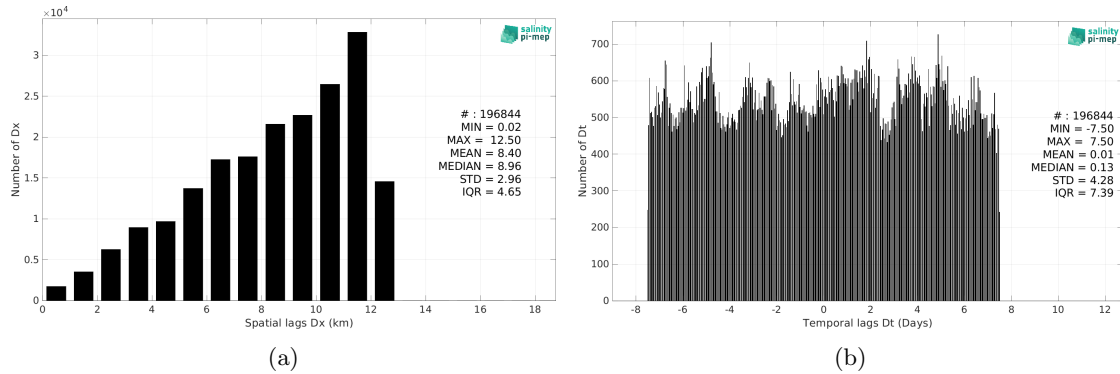 ×10⁴
3
2.5
2
1.5
1
0.5
0
Number of Dx
0 2 4 6 8 10 12 14 16 18
Spatial lags Dx (km)
salinity
pi-mep
# : 196844
MIN = 0.02
MAX = 12.50
MEAN = 8.40
MEDIAN = 8.96
STD = 2.96
IQR = 4.65
(a)
700
600
500
400
300
200
100
0
Number of Dt
-8 -6 -4 -2 0 2 4 6 8 10 12
Temporal lags Dt (Days)
salinity
pi-mep
# : 196844
MIN = -7.50
MAX = 7.50
MEAN = 0.01
MEDIAN = 0.13
STD = 4.28
IQR = 7.39
(b)